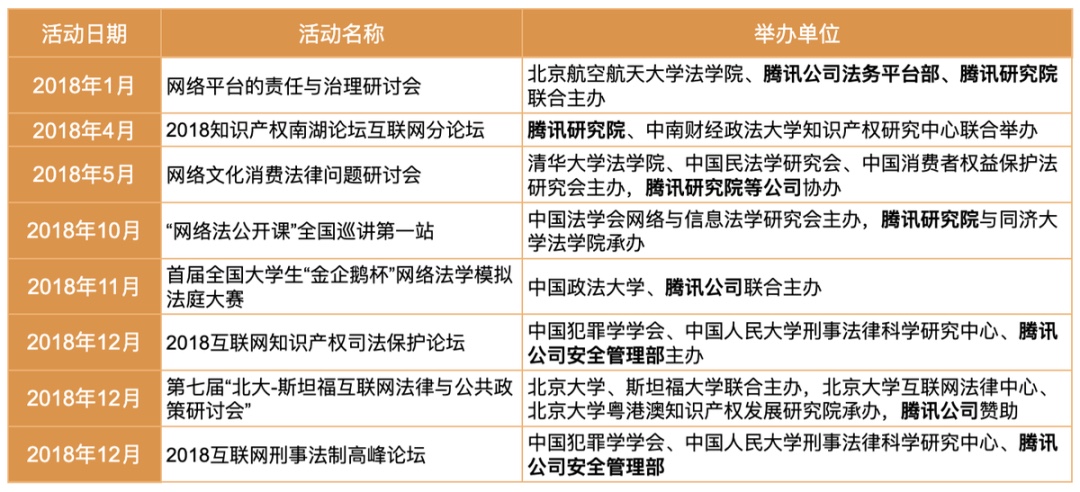 活动日期 活动名称 举办单位
2018年1月 网络平台的责任与治理研讨会 北京航空航天大学法学院、腾讯公司法务平台部、腾讯研究院
联合主办
2018年4月 2018知识产权南湖论坛互联网分论坛 腾讯研究院、中南财经政法大学知识产权研究中心联合举办
2018年5月 网络文化消费法律问题研讨会 清华大学法学院、中国民法学研究会、中国消费者权益保护法
研究会主办，腾讯研究院等公司协办
2018年10月 “网络法公开课”全国巡讲第一站 中国法学会网络与信息法学研究会主办，腾讯研究院与同济大
学法学院承办
2018年11月 首届全国大学生“金企鹅杯”网络法学模拟
法庭大赛 中国政法大学、腾讯公司联合主办
2018年12月 2018互联网知识产权司法保护论坛 中国犯罪学学会、中国人民大学刑事法律科学研究中心、腾讯
公司安全管理部主办
2018年12月 第七届“北大-斯坦福互联网法律与公共政
策研讨会” 北京大学、斯坦福大学联合主办，北京大学互联网法律中心、
北京大学粤港澳知识产权发展研究院承办，腾讯公司赞助
2018年12月 2018互联网刑事法制高峰论坛 中国犯罪学学会、中国人民大学刑事法律科学研究中心、腾讯
公司安全管理部